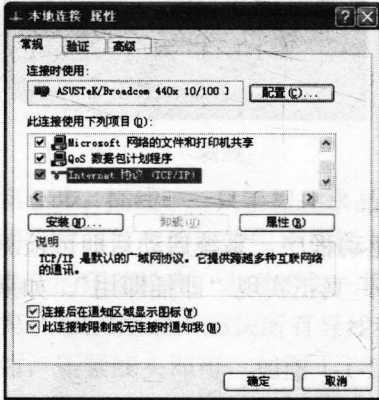 本地连接 属性
常规 验证 高级
连接时使用:
ASUSTeK/Broadcom 440x 10/100 I
配置(C)...
此连接使用下列项目(O):
Microsoft 网络的文件和打印机共享
QoS 数据包计划程序
Internet 协议 (TCP/IP)
安装(N)... 卸载(U) 属性(R)
说明
TCP/IP 是默认的广域网协议。它提供跨越多种互联网络
的通讯。
连接后在通知区域显示图标(W)
此连接被限制或无连接时通知我(M)
确定 取消